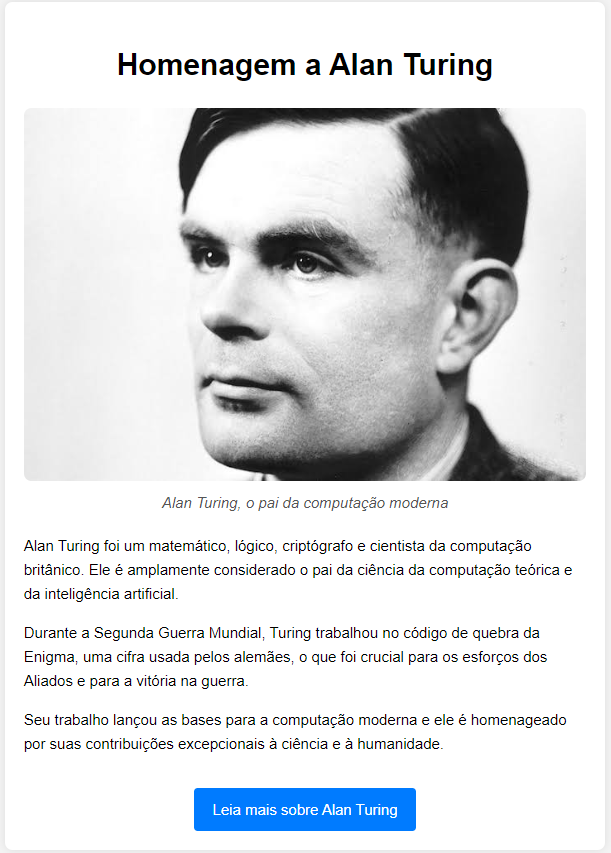 Homenagem a Alan Turing
Alan Turing, o pai da computação moderna
Alan Turing foi um matemático, lógico, criptógrafo e cientista da computação
britânico. Ele é amplamente considerado o pai da ciência da computação teórica e
da inteligência artificial.
Durante a Segunda Guerra Mundial, Turing trabalhou no código de quebra da
Enigma, uma cifra usada pelos alemães, o que foi crucial para os esforços dos
Aliados e para a vitória na guerra.
Seu trabalho lançou as bases para a computação moderna e ele é homenageado
por suas contribuições excepcionais à ciência e à humanidade.
Leia mais sobre Alan Turing